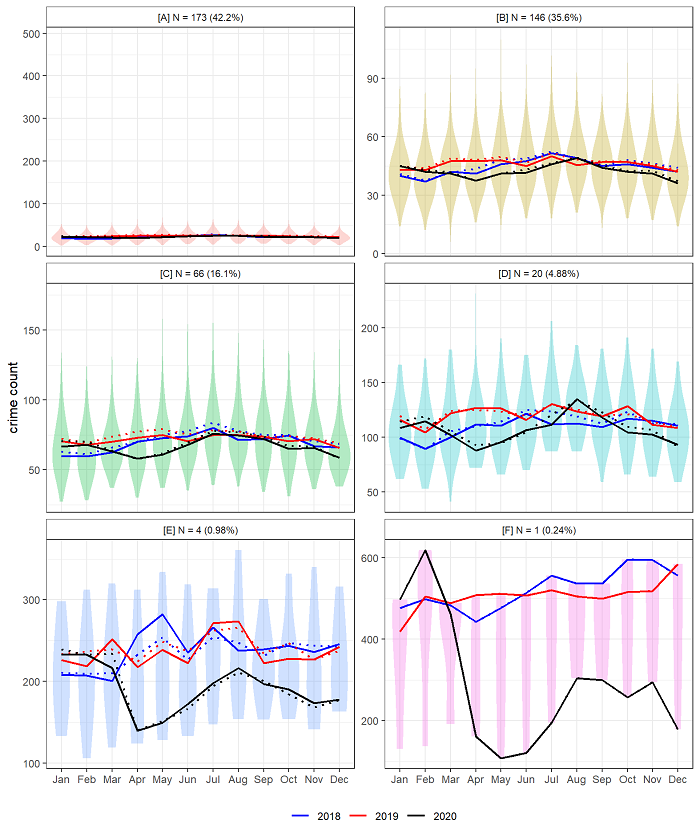 [A] N = 173 (42.2%)
[B] N = 146 (35.6%)
500
400
300
200
100
0
90
60
30
0
[C] N = 66 (16.1%)
[D] N = 20 (4.88%)
crime count
150
100
50
200
150
100
50
[E] N = 4 (0.98%)
[F] N = 1 (0.24%)
300
200
100
600
400
200
Jan Feb Mar Apr May Jun Jul Aug Sep Oct Nov Dec
Jan Feb Mar Apr May Jun Jul Aug Sep Oct Nov Dec
2018 2019 2020